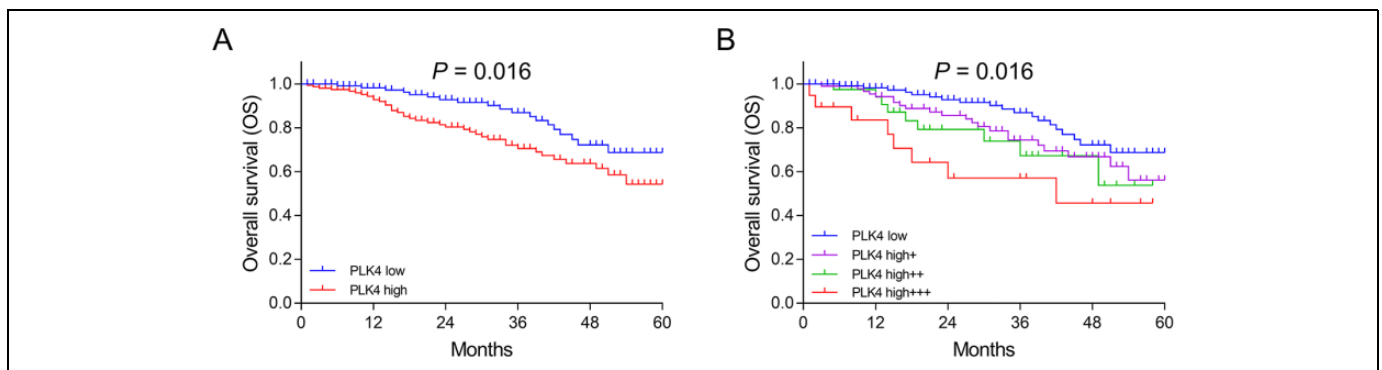 A
P = 0.016
Overall survival (OS)
1.0
0.8
0.6
0.4
0.2
0.0
PLK4 low
PLK4 high
0 12 24 36 48 60
Months
B
P = 0.016
Overall survival (OS)
1.0
0.8
0.6
0.4
0.2
0.0
PLK4 low
PLK4 high+
PLK4 high++
PLK4 high+++
0 12 24 36 48 60
Months